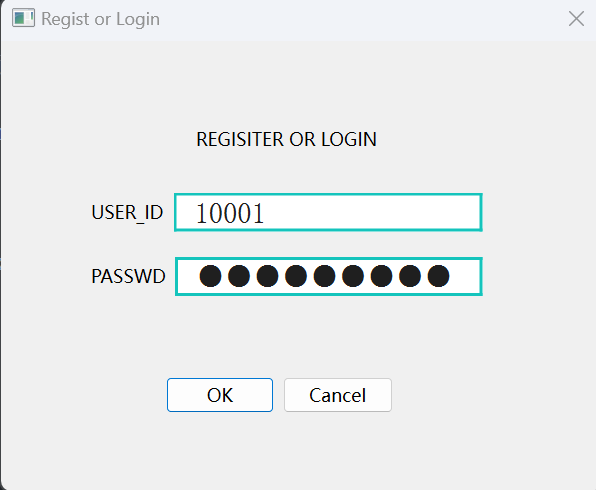 Regist or Login
REGISITER OR LOGIN
USER_ID 10001
PASSWD ●●●●●●●●●
OK Cancel